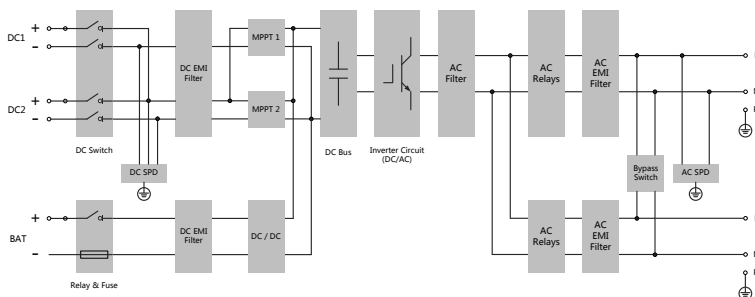 DC1
+
−
DC2
+
−
DC Switch
DC SPD
DC EMI
Filter
MPPT 1
MPPT 2
DC Bus
Inverter Circuit
(DC/AC)
AC
Filter
AC
Relays
AC
EMI
Filter
Bypass
Switch
AC SPD
BAT
+
−
Relay & Fuse
DC EMI
Filter
DC / DC
AC
Relays
AC
EMI
Filter